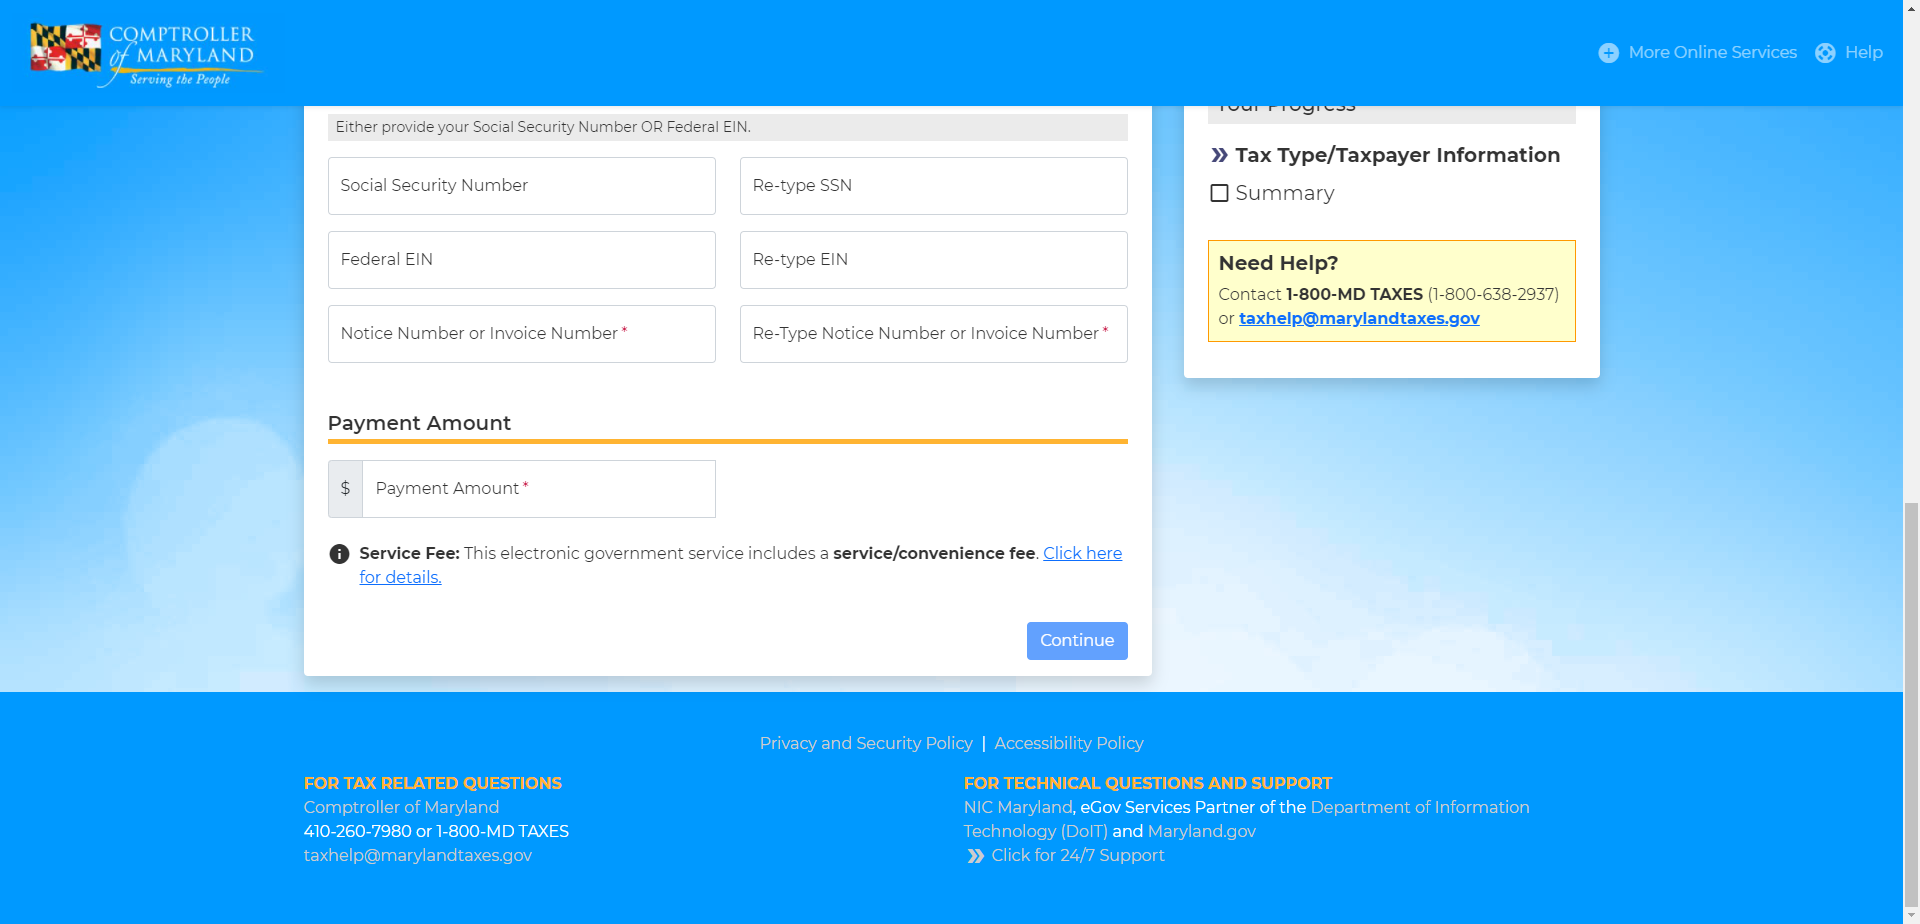 COMPTROLLER
of MARYLAND
Serving the People
More Online Services
Help
Either provide your Social Security Number OR Federal EIN.
Social Security Number
Re-type SSN
Federal EIN
Re-type EIN
Notice Number or Invoice Number *
Re-Type Notice Number or Invoice Number *
Payment Amount
$
Payment Amount *
Service Fee: This electronic government service includes a service/convenience fee. Click here
for details.
Continue
Your Progress
Tax Type/Taxpayer Information
Summary
Need Help?
Contact 1-800-MD TAXES (1-800-638-2937)
or taxhelp@marylandtaxes.gov
Privacy and Security Policy | Accessibility Policy
FOR TAX RELATED QUESTIONS
Comptroller of Maryland
410-260-7980 or 1-800-MD TAXES
taxhelp@marylandtaxes.gov
FOR TECHNICAL QUESTIONS AND SUPPORT
NIC Maryland, eGov Services Partner of the Department of Information
Technology (DoIT) and Maryland.gov
Click for 24/7 Support